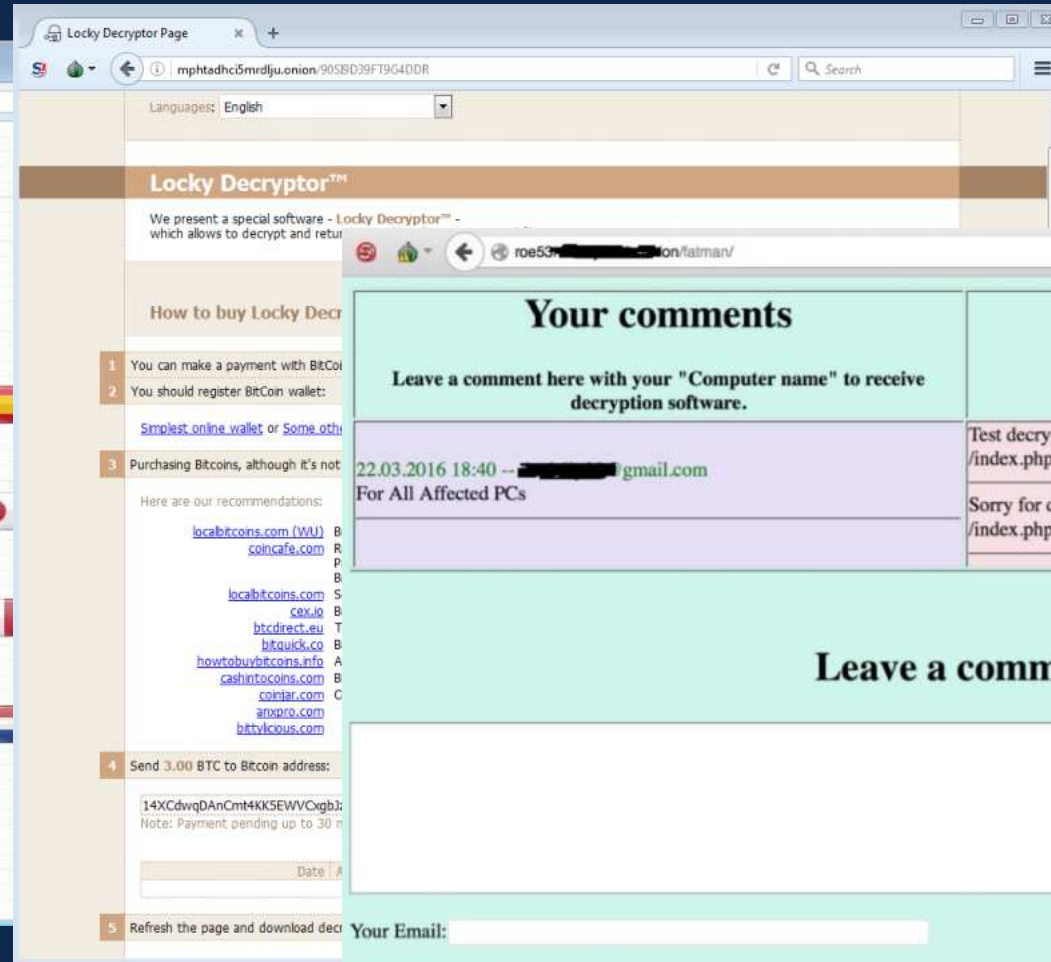 Locky Decryptor Page
mphtadhci5mrdlju.onion/
Search
Languages: English
Locky Decryptor™
We present a special software - Locky Decryptor™ -
which allows to decrypt and retur
How to buy Locky Decr
1 You can make a payment with BitCoi
2 You should register BitCoin wallet:
Simplest online wallet or Some othe
3 Purchasing Bitcoins, although it's not
Here are our recommendations:
localbitcoins.com (WU) B
coincafe.com R
P
B
localbitcoins.com S
cex.io B
btcdirect.eu T
bitquick.co B
howtobuybitcoins.info A
cashintocoins.com B
coinjar.com C
anxpro.com
bittylicious.com
4 Send 3.00 BTC to Bitcoin address:
Note: Payment pending up to 30 m
Date A
5 Refresh the page and download decr
roe53 ion/fatman/
Your comments
Leave a comment here with your "Computer name" to receive
decryption software.
22.03.2016 18:40 -- gmail.com
For All Affected PCs
Test decry
/index.php
Sorry for
/index.php
Leave a comm
Your Email: